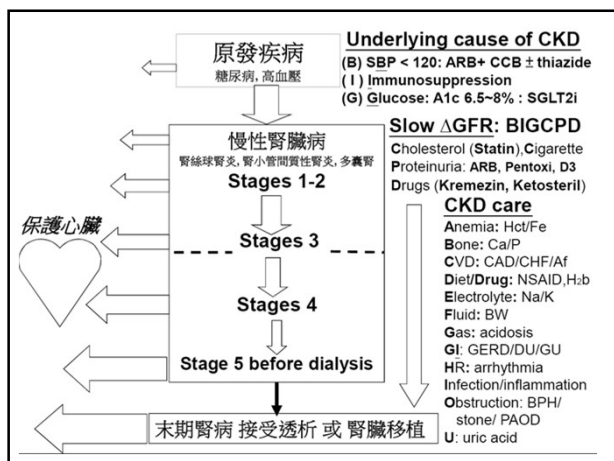 原發疾病
糖尿病, 高血壓
慢性腎臟病
腎絲球腎炎, 腎小管間質性腎炎, 多囊腎
Stages 1-2
Stages 3
Stages 4
Stage 5 before dialysis
末期腎病 接受透析 或 腎臟移植
保護心臟
Underlying cause of CKD
(B) SBP < 120: ARB+ CCB ± thiazide
( I ) Immunosuppression
(G) Glucose: A1c 6.5~8% : SGLT2i
Slow ΔGFR: BIGCPD
Cholesterol (Statin),Cigarette
Proteinuria: ARB, Pentoxi, D3
Drugs (Kremezin, Ketosteril)
CKD care
Anemia: Hct/Fe
Bone: Ca/P
CVD: CAD/CHF/Af
Diet/Drug: NSAID,H2b
Electrolyte: Na/K
Fluid: BW
Gas: acidosis
GI: GERD/DU/GU
HR: arrhythmia
Infection/inflammation
Obstruction: BPH/
stone/ PAOD
U: uric acid